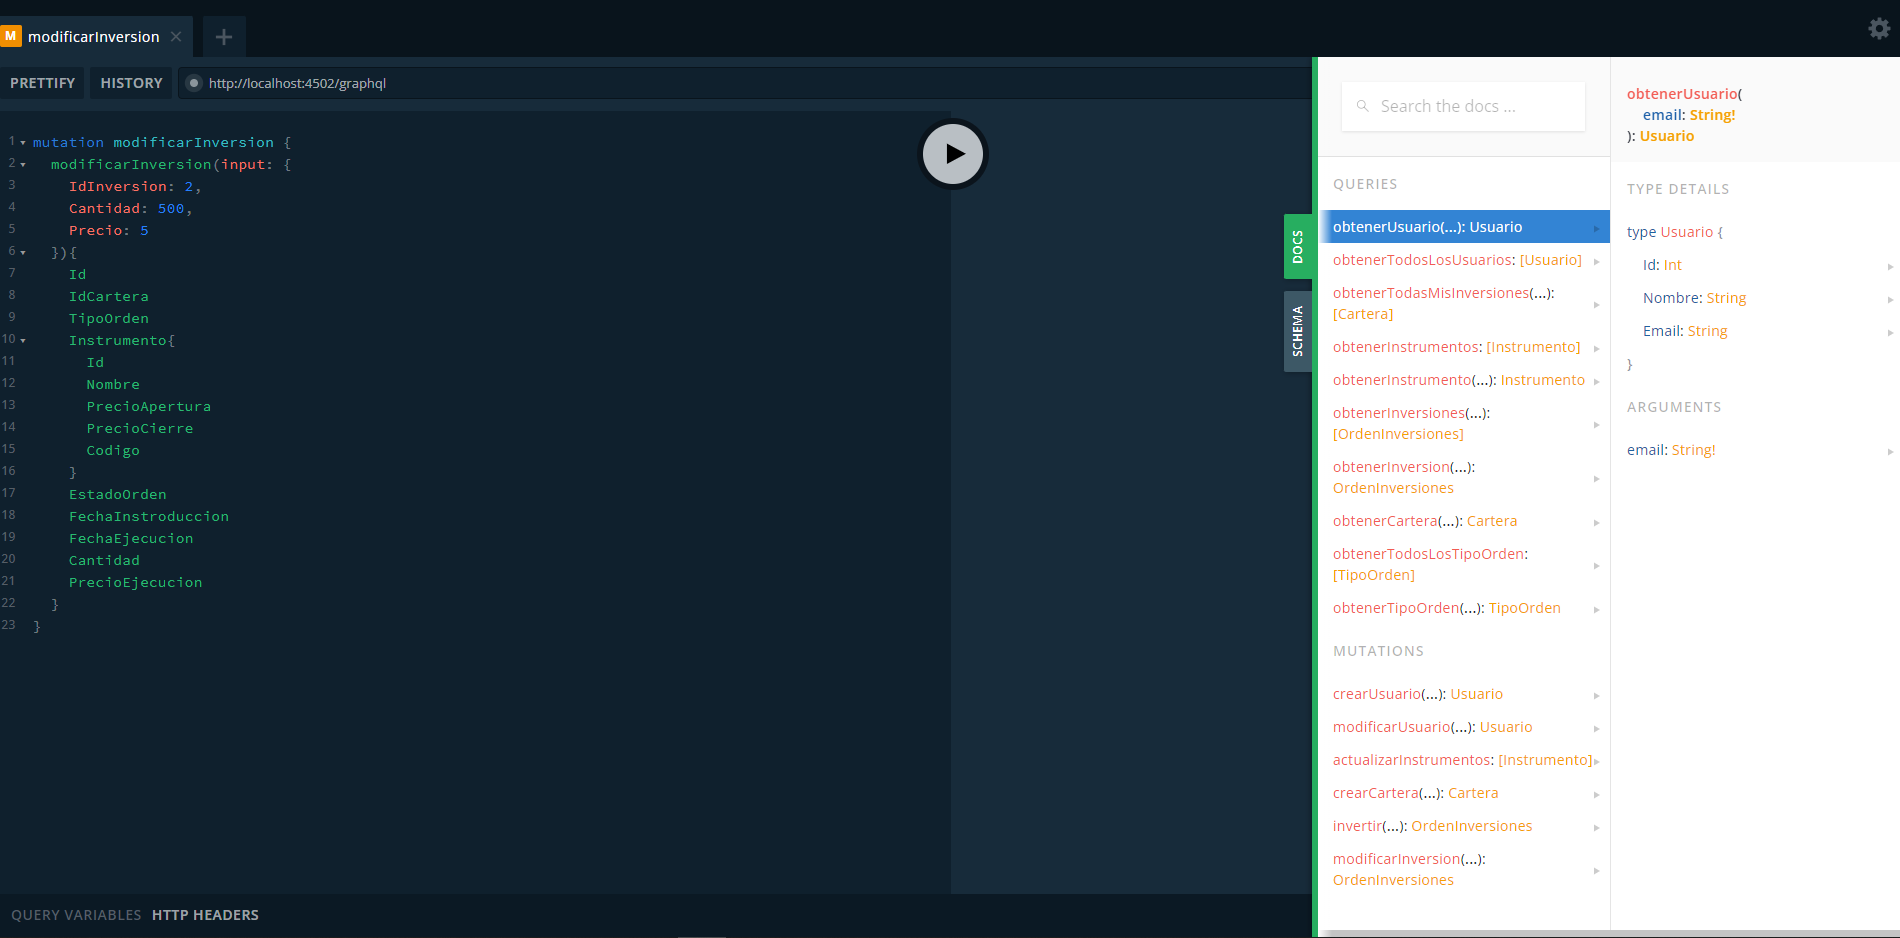 M modificarInversion
PRETTIFY HISTORY http://localhost:4502/graphql
1 mutation modificarInversion {
2 modificarInversion(input: {
3 IdInversion: 2,
4 Cantidad: 500,
5 Precio: 5
6 }){
7 Id
8 IdCartera
9 TipoOrden
10 Instrumento{
11 Id
12 Nombre
13 PrecioApertura
14 PrecioCierre
15 Codigo
16 }
17 EstadoOrden
18 FechaInstroduccion
19 FechaEjecucion
20 Cantidad
21 PrecioEjecucion
22 }
23 }
QUERY VARIABLES HTTP HEADERS
DOCS
SCHEMA
Search the docs ...
QUERIES
obtenerUsuario(...): Usuario
obtenerTodosLosUsuarios: [Usuario]
obtenerTodasMisInversiones(...):
[Cartera]
obtenerInstrumentos: [Instrumento]
obtenerInstrumento(...): Instrumento
obtenerInversiones(...):
[OrdenInversiones]
obtenerInversion(...):
OrdenInversiones
obtenerCartera(...): Cartera
obtenerTodosLosTipoOrden:
[TipoOrden]
obtenerTipoOrden(...): TipoOrden
MUTATIONS
crearUsuario(...): Usuario
modificarUsuario(...): Usuario
actualizarInstrumentos: [Instrumento]
crearCartera(...): Cartera
invertir(...): OrdenInversiones
modificarInversion(...):
OrdenInversiones
obtenerUsuario(
email: String!
): Usuario
TYPE DETAILS
type Usuario {
Id: Int
Nombre: String
Email: String
}
ARGUMENTS
email: String!